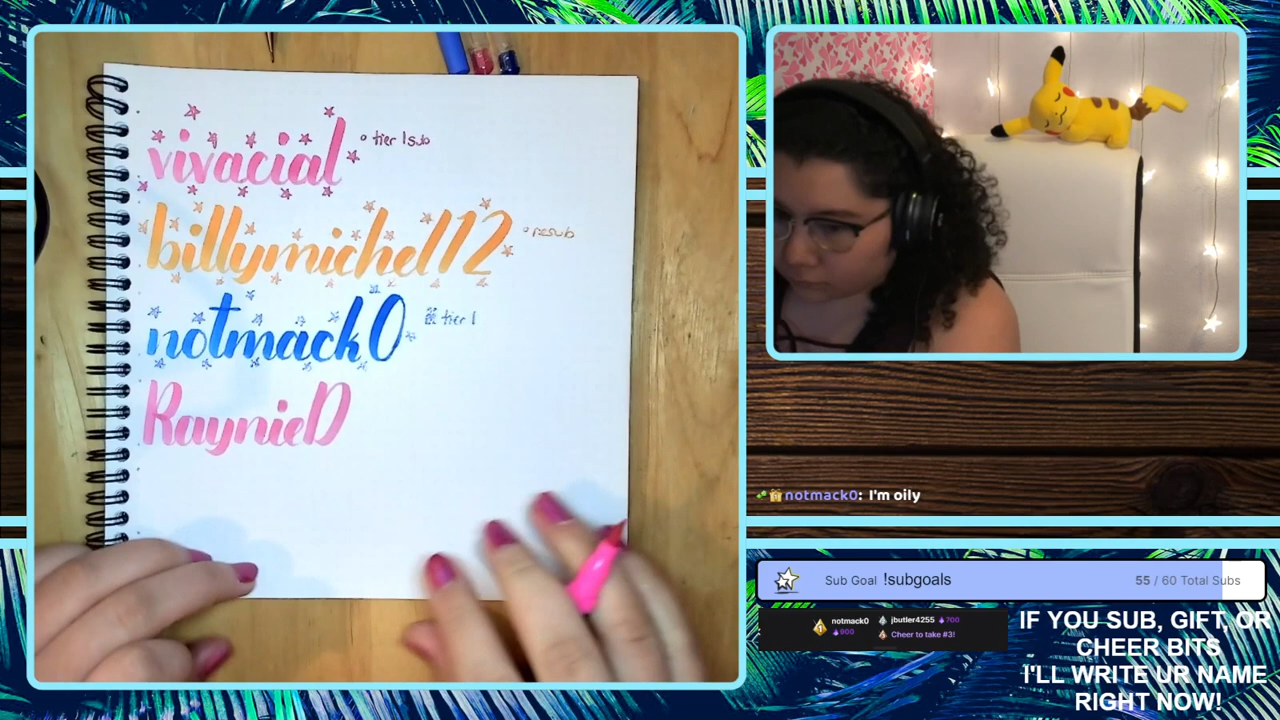 vivacial
° tier 1 sub
billymichel12
° resub
notmack0
tier 1
RaynieD
notmack0: I'm oily
Sub Goal !subgoals 55 / 60 Total Subs
1 notmack0 900
jbutler4255 700
Cheer to take #3!
IF YOU SUB, GIFT, OR
CHEER BITS
I'LL WRITE UR NAME
RIGHT NOW!